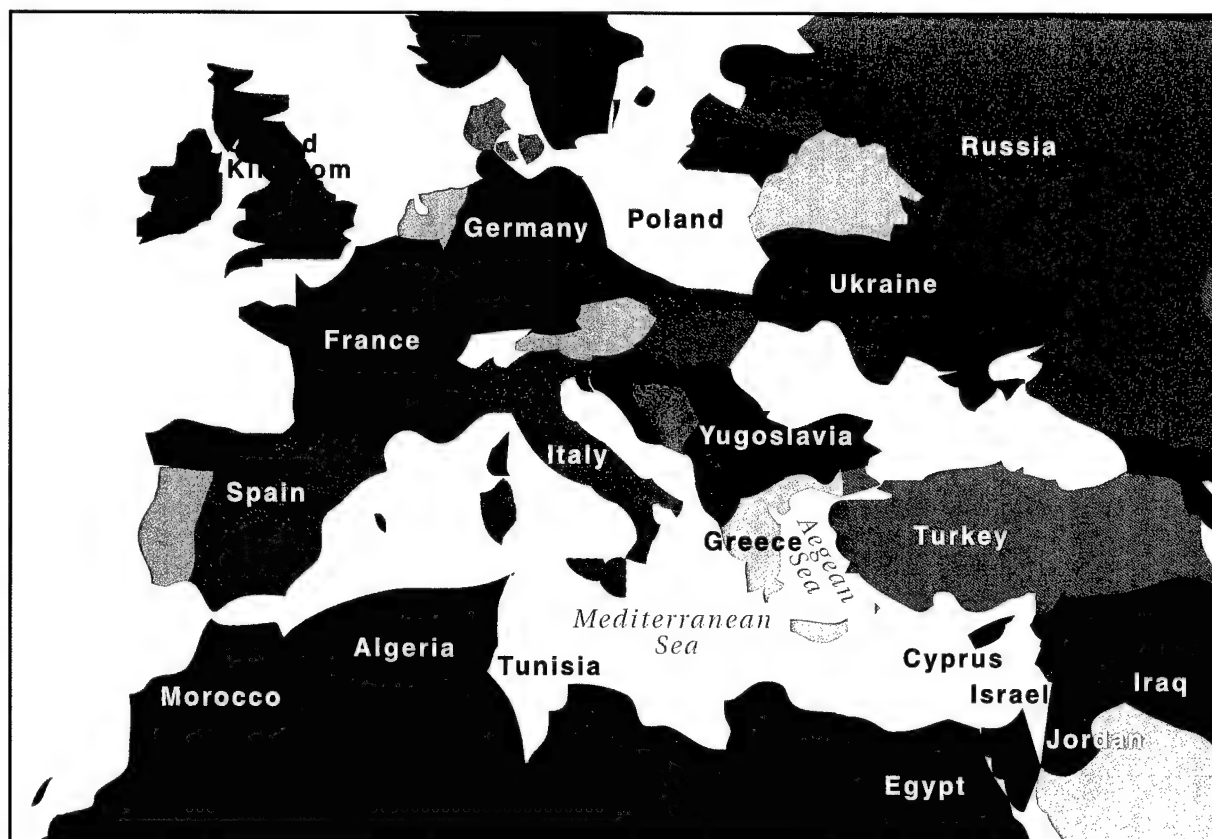 Russia
Kingdom
Germany
Poland
Ukraine
France
Yugoslavia
Italy
Spain
Greece
Aegean
Sea
Turkey
Mediterranean
Sea
Algeria
Tunisia
Cyprus
Israel
Iraq
Morocco
Jordan
Egypt